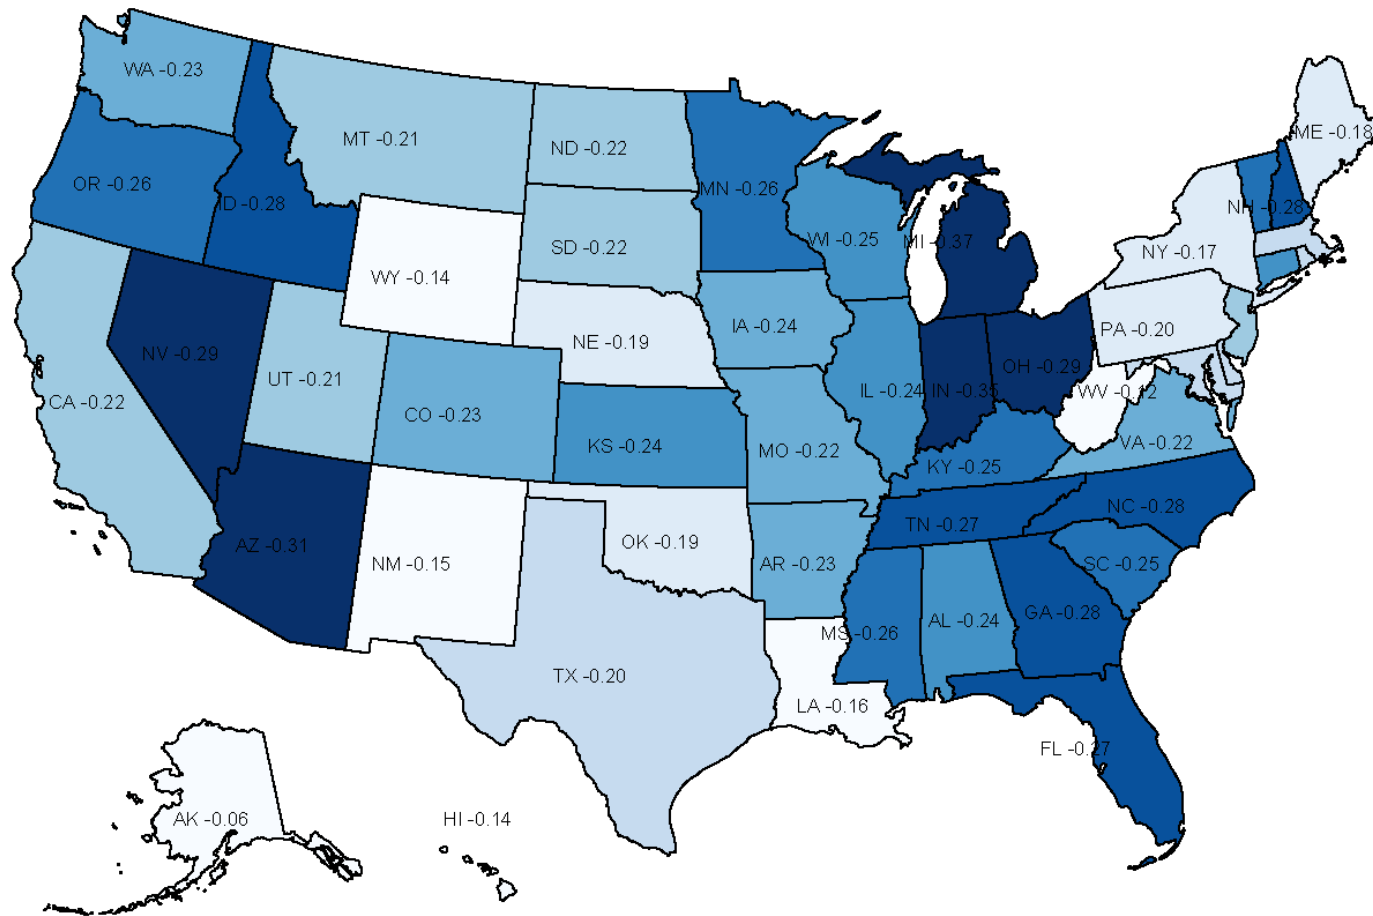 WA -0.23
ME -0.18
MT -0.21
ND -0.22
OR -0.26
MN -0.26
ID -0.28
NH -0.28
WI -0.25
MI -0.37
SD -0.22
NY -0.17
WY -0.14
IA -0.24
PA -0.20
NE -0.19
NV -0.29
OH -0.29
UT -0.21
IL -0.24
IN -0.35
WV -0.12
CA -0.22
CO -0.23
VA -0.22
KS -0.24
MO -0.22
KY -0.25
NC -0.28
TN -0.27
AZ -0.31
OK -0.19
NM -0.15
AR -0.23
SC -0.25
GA -0.28
AL -0.24
MS -0.26
TX -0.20
LA -0.16
FL -0.27
AK -0.06
HI -0.14